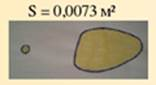 S = 0,0073 м²